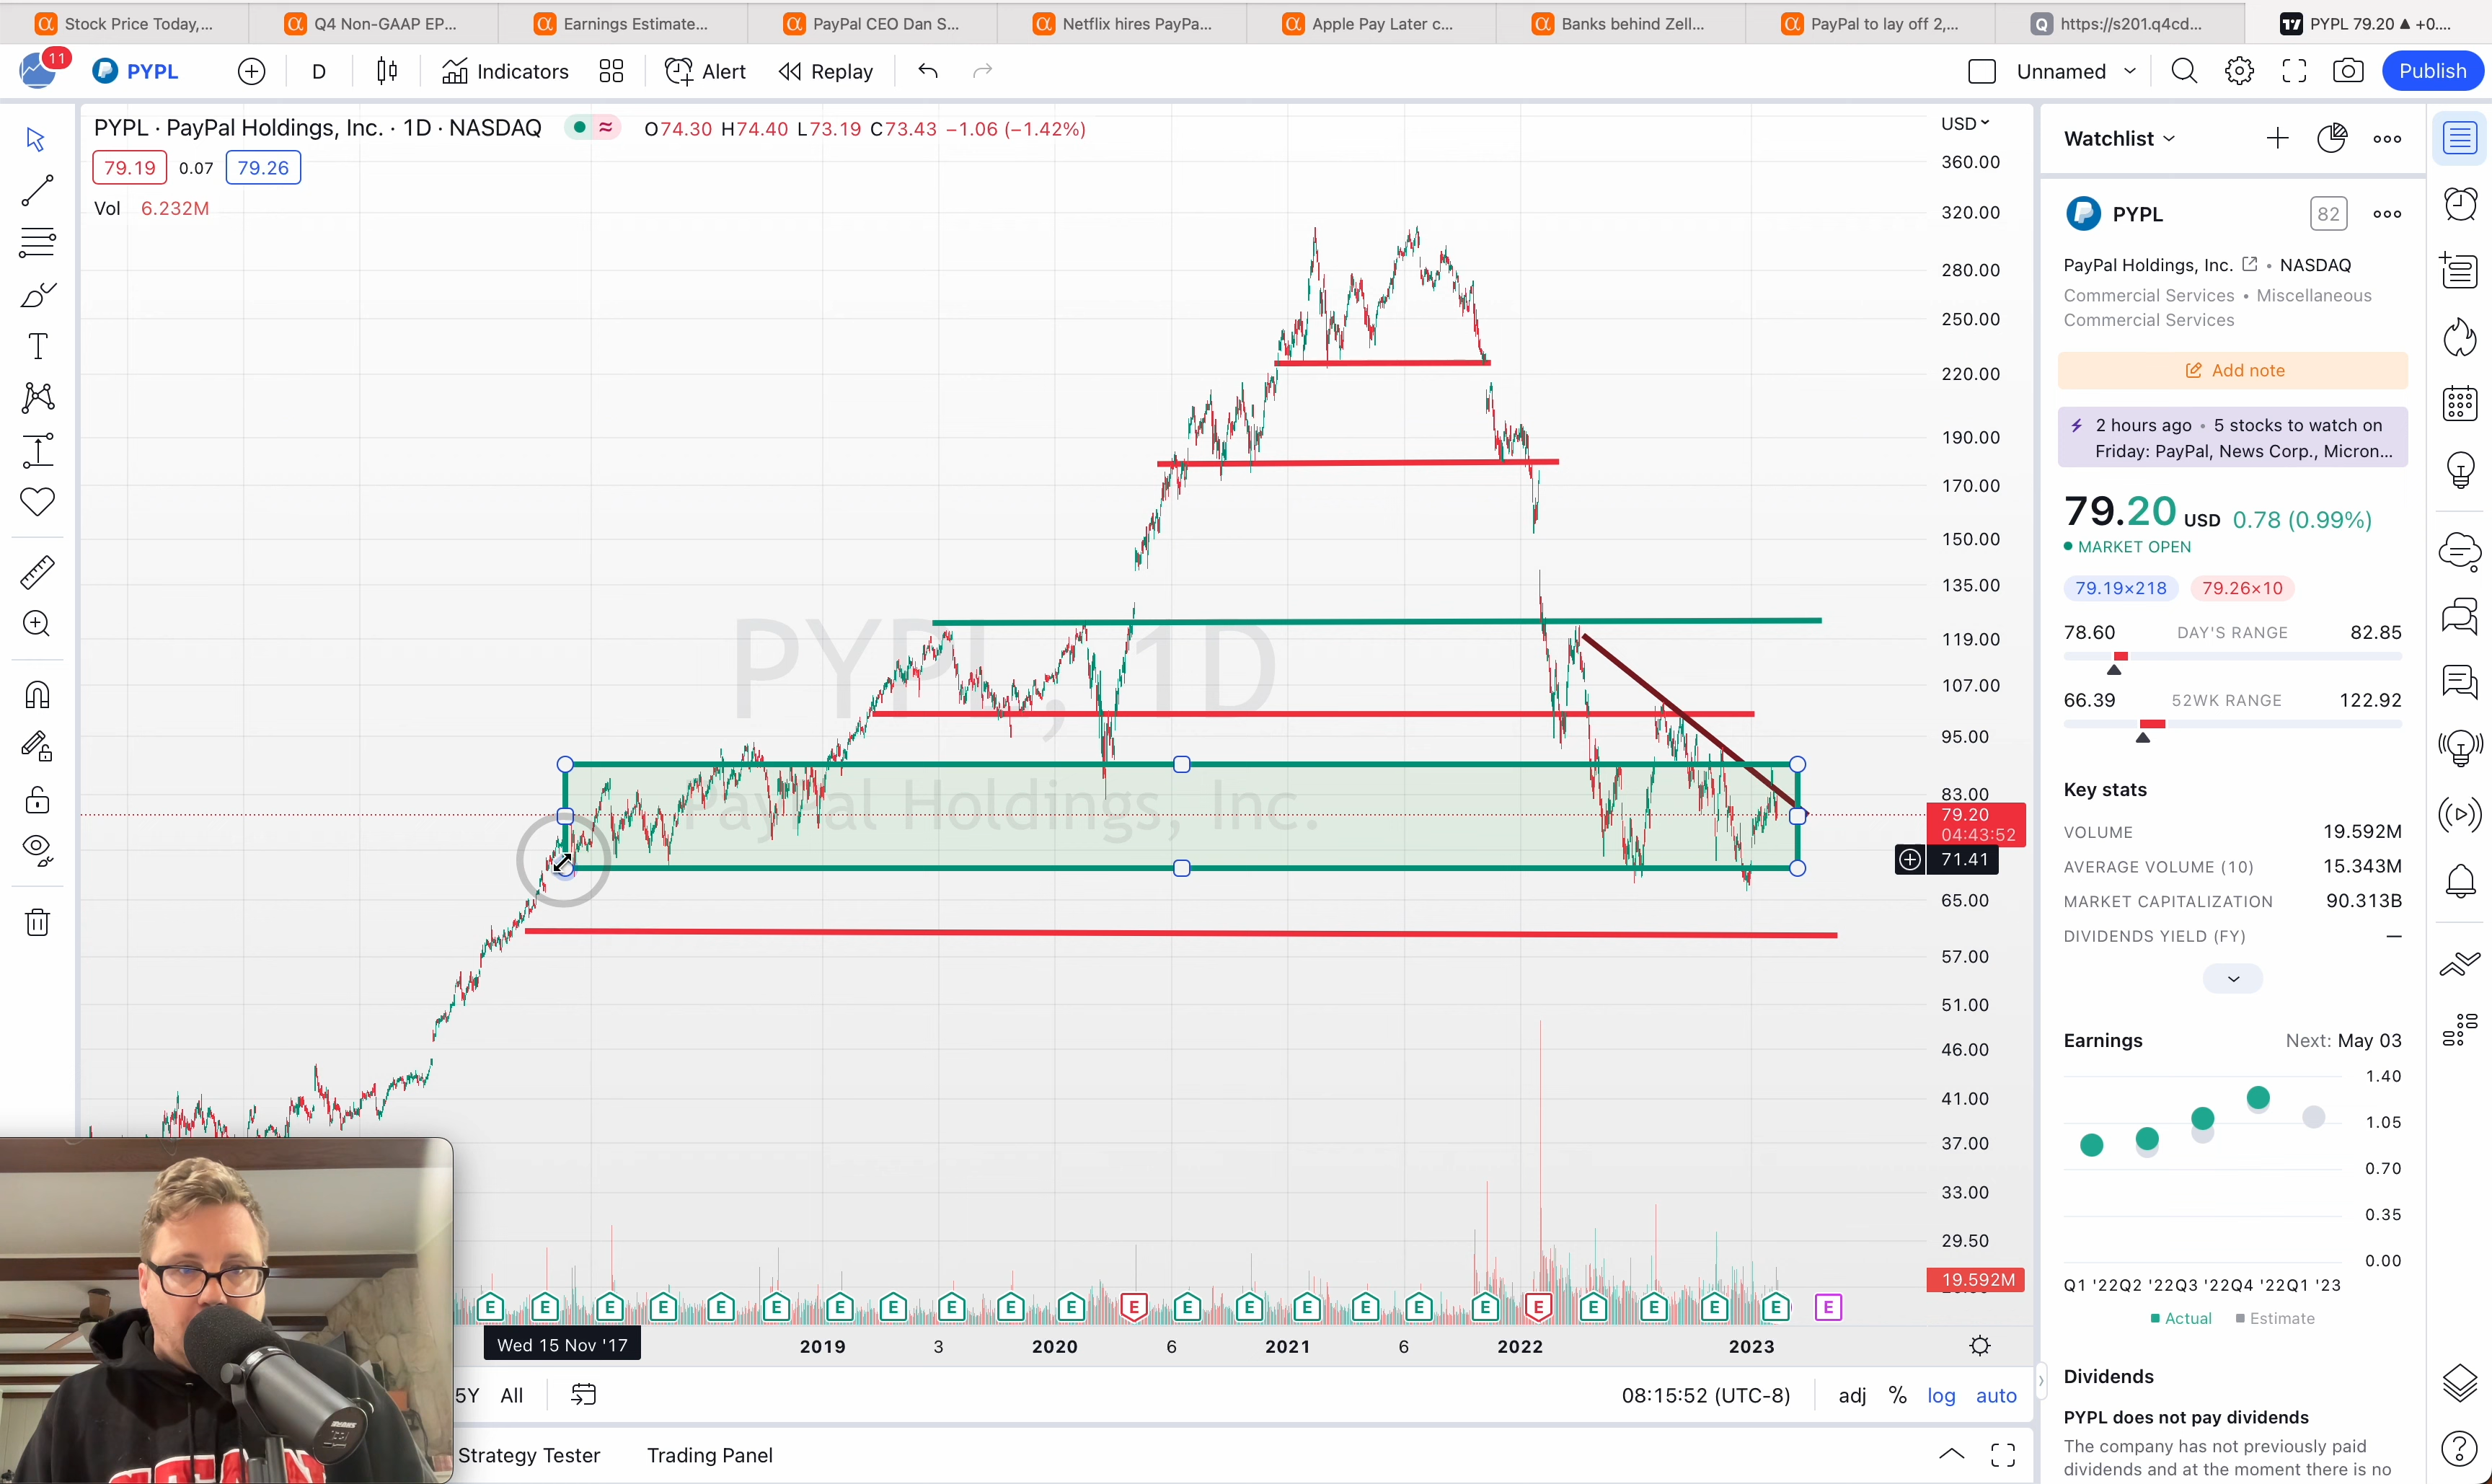 Stock Price Today,...
Q4 Non-GAAP EP...
Earnings Estimate...
PayPal CEO Dan S...
Netflix hires PayPa...
Apple Pay Later c...
Banks behind Zell...
PayPal to lay off 2,...
Q https://s201.q4cd...
PYPL 79.20 ▲ +0....
11
PYPL
D
Indicators
Alert
Replay
Unnamed
Publish
PYPL · PayPal Holdings, Inc. · 1D · NASDAQ
O74.30 H74.40 L73.19 C73.43 −1.06 (−1.42%)
79.19
0.07
79.26
Vol 6.232M
PYPL, 1D
PayPal Holdings, Inc.
USD
360.00
320.00
280.00
250.00
220.00
190.00
170.00
150.00
135.00
119.00
107.00
95.00
83.00
79.20
04:43:52
71.41
65.00
57.00
51.00
46.00
41.00
37.00
33.00
29.50
19.592M
E E E E E E E E E E E E E E E E E E E E E E E E
Wed 15 Nov '17
2019
3
2020
6
2021
6
2022
2023
5Y All
08:15:52 (UTC-8)
adj % log auto
Strategy Tester
Trading Panel
Watchlist
PYPL
82
PayPal Holdings, Inc. • NASDAQ
Commercial Services • Miscellaneous
Commercial Services
Add note
2 hours ago • 5 stocks to watch on
Friday: PayPal, News Corp., Micron...
79.20 USD 0.78 (0.99%)
MARKET OPEN
79.19×218
79.26×10
78.60 DAY'S RANGE 82.85
66.39 52WK RANGE 122.92
Key stats
VOLUME 19.592M
AVERAGE VOLUME (10) 15.343M
MARKET CAPITALIZATION 90.313B
DIVIDENDS YIELD (FY) —
Earnings Next: May 03
1.40
1.05
0.70
0.35
0.00
Q1 '22Q2 '22Q3 '22Q4 '22Q1 '23
Actual Estimate
Dividends
PYPL does not pay dividends
The company has not previously paid
dividends and at the moment there is no